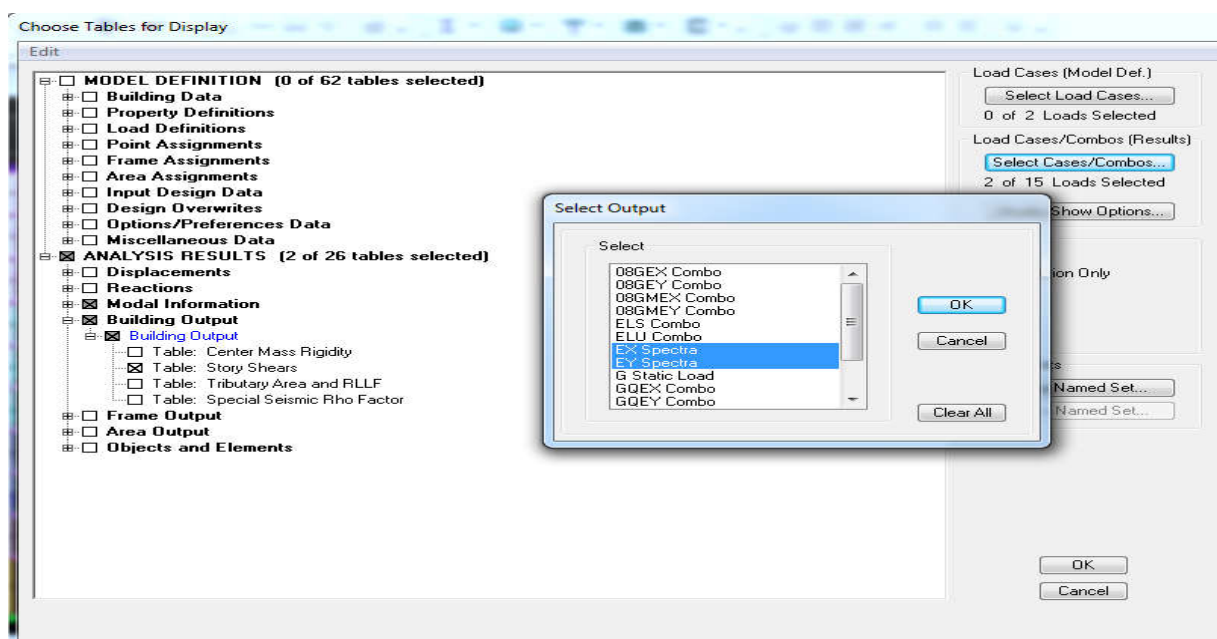 Choose Tables for Display
Edit
MODEL DEFINITION (0 of 62 tables selected)
Building Data
Property Definitions
Load Definitions
Point Assignments
Frame Assignments
Area Assignments
Input Design Data
Design Overwrites
Options/Preferences Data
Miscellaneous Data
ANALYSIS RESULTS (2 of 26 tables selected)
Displacements
Reactions
Modal Information
Building Output
Building Output
Table: Center Mass Rigidity
Table: Story Shears
Table: Tributary Area and RLLF
Table: Special Seismic Rho Factor
Frame Output
Area Output
Objects and Elements
Select Output
Select
08GEX Combo
08GEY Combo
08GMEX Combo
08GMEY Combo
ELS Combo
ELU Combo
EX Spectra
EY Spectra
G Static Load
GQEX Combo
GQEY Combo
OK
Cancel
Clear All
Load Cases (Model Def.)
Select Load Cases...
0 of 2 Loads Selected
Load Cases/Combos (Results)
Select Cases/Combos...
2 of 15 Loads Selected
Show Options...
ion Only
Named Set...
Named Set...
OK
Cancel